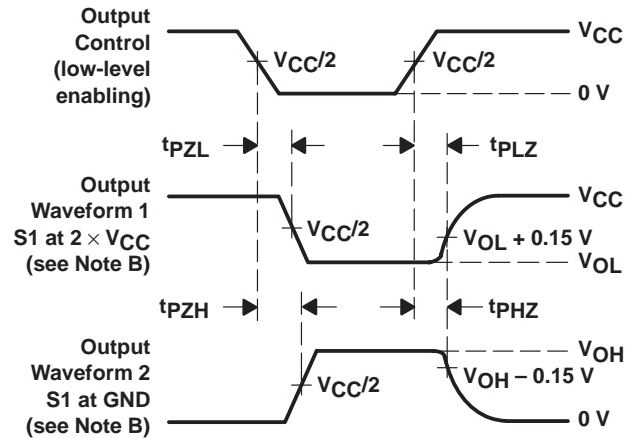 Output
Control
(low-level
enabling)
VCC
VCC/2
VCC/2
0 V
tPZL
tPLZ
Output
Waveform 1
S1 at 2 × VCC
(see Note B)
VCC
VCC/2
VOL + 0.15 V
VOL
tPZH
tPHZ
Output
Waveform 2
S1 at GND
(see Note B)
VOH
VCC/2
VOH – 0.15 V
0 V